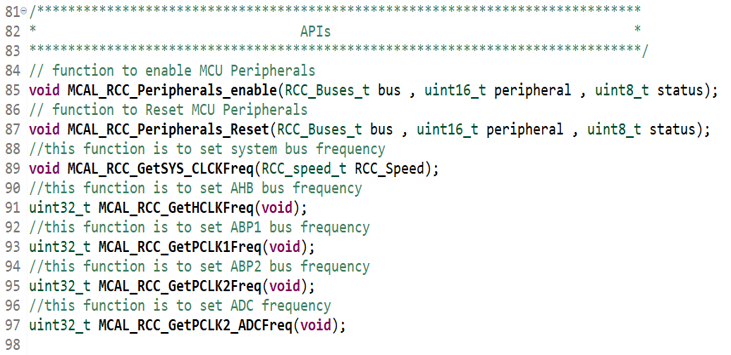 81 /******************************************************************************
82 * APIs *
83 *******************************************************************************/
84 // function to enable MCU Peripherals
85 void MCAL_RCC_Peripherals_enable(RCC_Buses_t bus , uint16_t peripheral , uint8_t status);
86 // function to Reset MCU Peripherals
87 void MCAL_RCC_Peripherals_Reset(RCC_Buses_t bus , uint16_t peripheral , uint8_t status);
88 //this function is to set system bus frequency
89 void MCAL_RCC_GetSYS_CLCKFreq(RCC_speed_t RCC_Speed);
90 //this function is to set AHB bus frequency
91 uint32_t MCAL_RCC_GetHCLKFreq(void);
92 //this function is to set ABP1 bus frequency
93 uint32_t MCAL_RCC_GetPCLK1Freq(void);
94 //this function is to set ABP2 bus frequency
95 uint32_t MCAL_RCC_GetPCLK2Freq(void);
96 //this function is to set ADC frequency
97 uint32_t MCAL_RCC_GetPCLK2_ADCFreq(void);
98